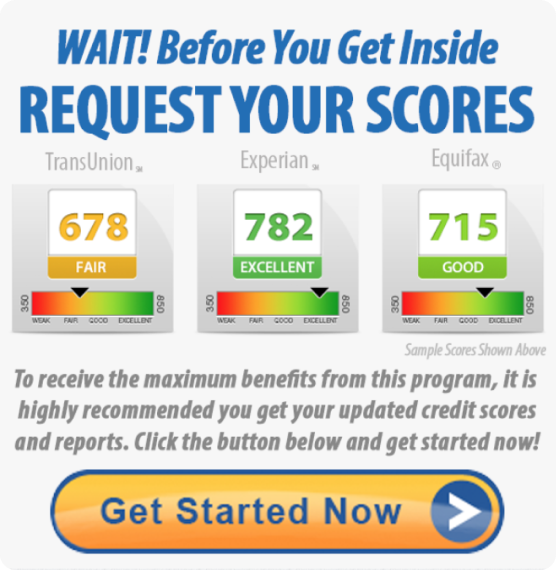 WAIT! Before You Get Inside
REQUEST YOUR SCORES
TransUnion SM Experian SM Equifax ®
678 782 715
FAIR EXCELLENT GOOD
350 850 350 850 350 850
WEAK FAIR GOOD EXCELLENT WEAK FAIR GOOD EXCELLENT WEAK FAIR GOOD EXCELLENT
Sample Scores Shown Above
To receive the maximum benefits from this program, it is
highly recommended you get your updated credit scores
and reports. Click the button below and get started now!
Get Started Now